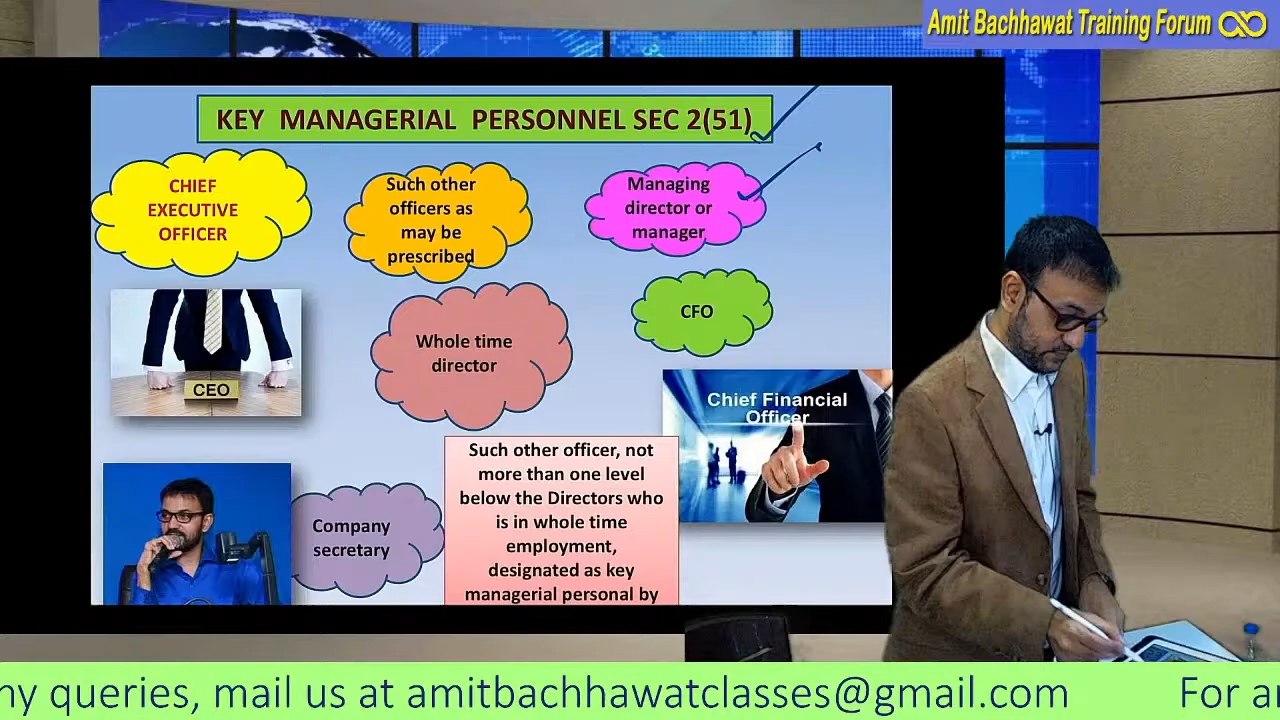 Amit Bachhawat Training Forum
KEY MANAGERIAL PERSONNEL SEC 2(51)
CHIEF
EXECUTIVE
OFFICER
Such other
officers as
may be
prescribed
Managing
director or
manager
CFO
Whole time
director
CEO
Chief Financial
Officer
Company
secretary
Such other officer, not
more than one level
below the Directors who
is in whole time
employment,
designated as key
managerial personal by
ny queries, mail us at amitbachhawatclasses@gmail.com
For a